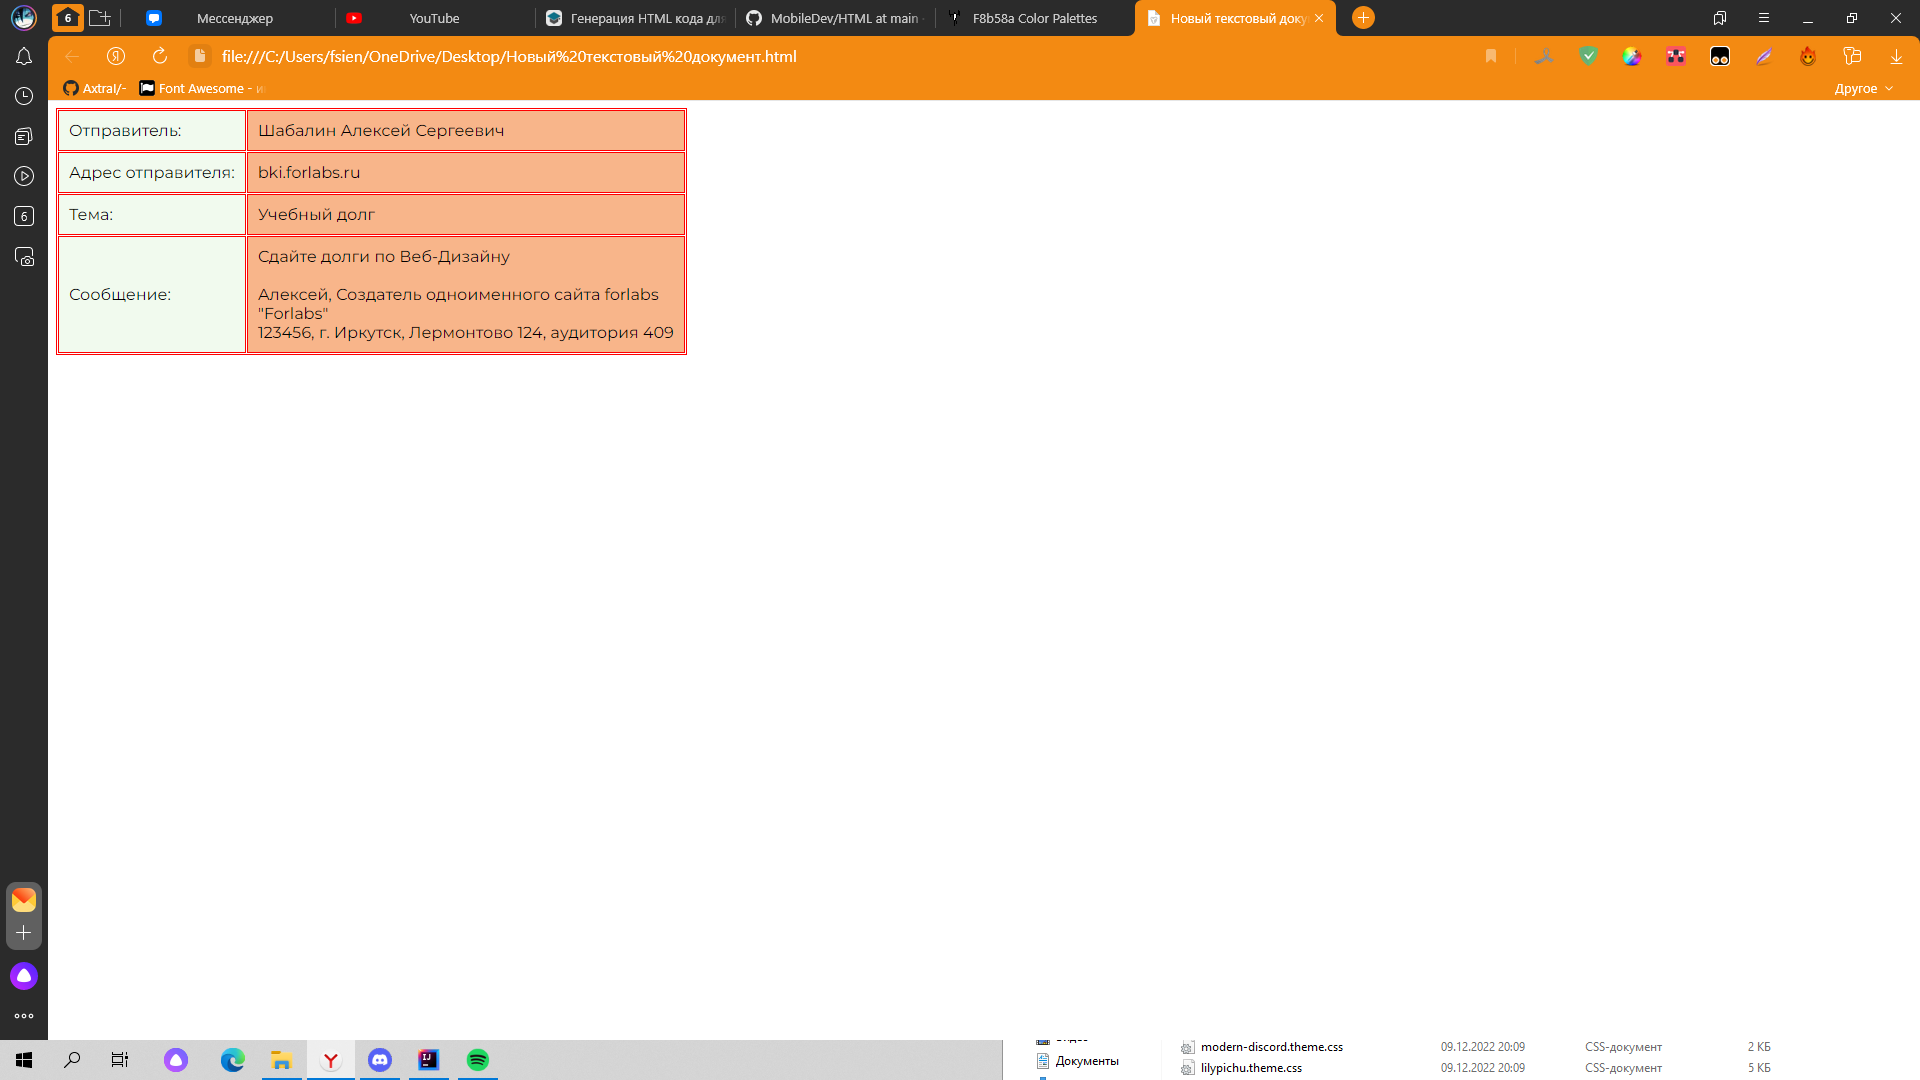 6
Мессенджер
YouTube
Генерация HTML кода для
MobileDev/HTML at main
F8b58a Color Palettes
Новый текстовый доку
file:///C:/Users/fsien/OneDrive/Desktop/Новый%20текстовый%20документ.html
Axtral/-
Font Awesome -
Другое
6
Отправитель:
Шабалин Алексей Сергеевич
Адрес отправителя:
bki.forlabs.ru
Тема:
Учебный долг
Сообщение:
Сдайте долги по Веб-Дизайну
Алексей, Создатель одноименного сайта forlabs
"Forlabs"
123456, г. Иркутск, Лермонтово 124, аудитория 409
modern-discord.theme.css
09.12.2022 20:09
CSS-документ
2 КБ
Документы
lilypichu.theme.css
09.12.2022 20:09
CSS-документ
5 КБ